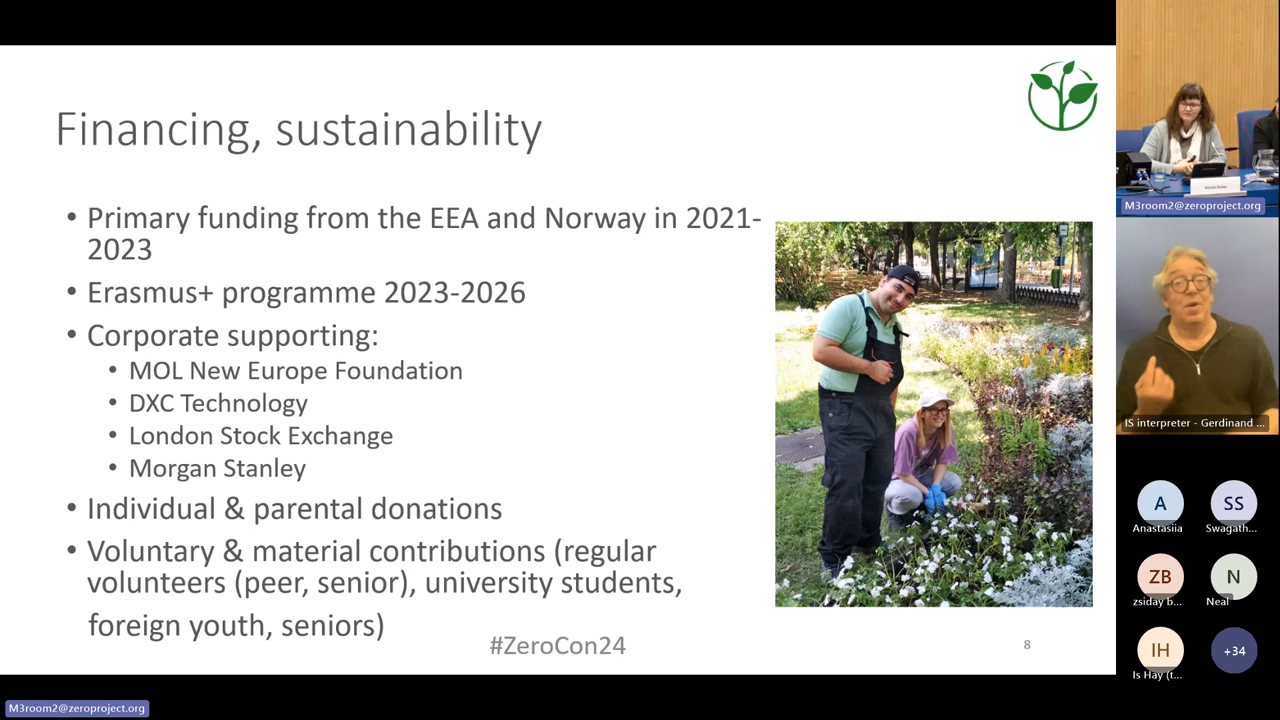 Financing, sustainability
• Primary funding from the EEA and Norway in 2021-
2023
• Erasmus+ programme 2023-2026
• Corporate supporting:
• MOL New Europe Foundation
• DXC Technology
• London Stock Exchange
• Morgan Stanley
• Individual & parental donations
• Voluntary & material contributions (regular
volunteers (peer, senior), university students,
foreign youth, seniors)
#ZeroCon24
8
M3room2@zeroproject.org
M3room2@zeroproject.org
IS interpreter - Gerdinand ...
A
Anastasiia
SS
Swagath...
ZB
zsiday b...
N
Neal
IH
Is Hay (t...
+34